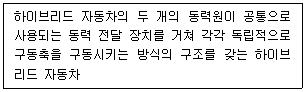 하이브리드 자동차의 두 개의 동력원이 공통으로
사용되는 동력 전달 장치를 거쳐 각각 독립적으로
구동축을 구동시키는 방식의 구조를 갖는 하이브
리드 자동차